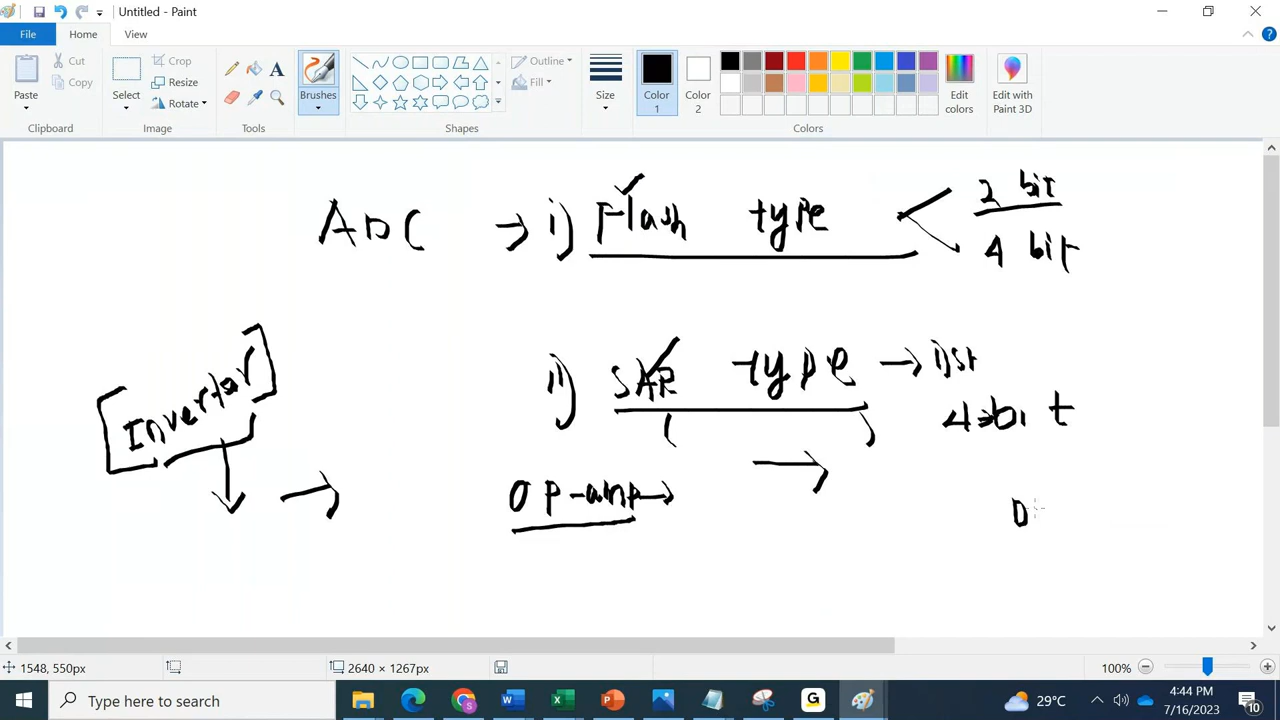 Untitled - Paint
File Home View
Paste Cut Copy
Clipboard
Select Crop Resize Rotate
Image
Tools
Brushes
Shapes
Outline Fill
Size
Color 1 Color 2
Edit colors
Colors
Edit with Paint 3D
ADC → i) Flash type < 2 bit
4 bit
ii) SAR type →
4 bit
[Invertor]
→ OP-amp →
D
1548, 550px 2640 × 1267px 100%
Type here to search G 29°C 4:44 PM
7/16/2023 10